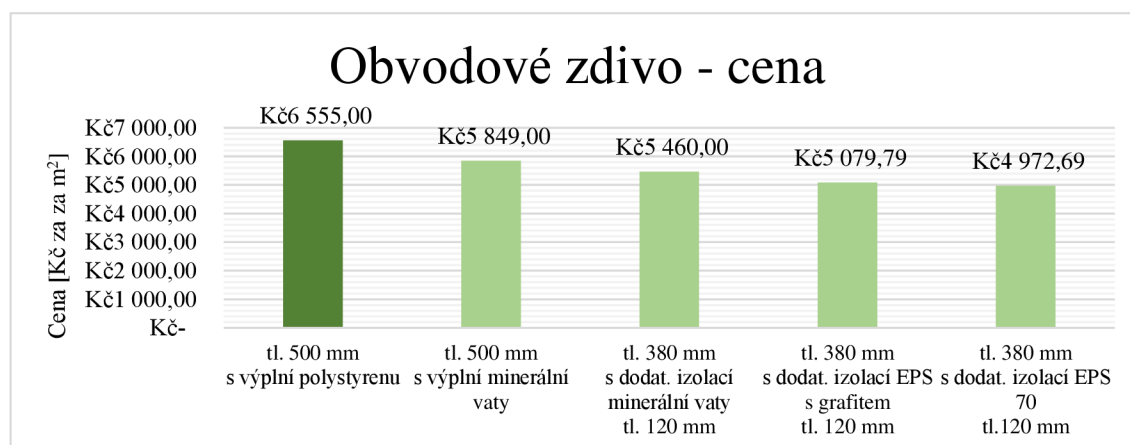 Obvodové zdivo - cena
Cena [Kč za za m²]
Kč7 000,00
Kč6 000,00
Kč5 000,00
Kč4 000,00
Kč3 000,00
Kč2 000,00
Kč1 000,00
Kč-
Kč6 555,00
Kč5 849,00
Kč5 460,00
Kč5 079,79
Kč4 972,69
tl. 500 mm
s výplní polystyrenu
tl. 500 mm
s výplní minerální
vaty
tl. 380 mm
s dodat. izolací
minerální vaty
tl. 120 mm
tl. 380 mm
s dodat. izolací EPS
s grafitem
tl. 120 mm
tl. 380 mm
s dodat. izolací EPS
70
tl.120 mm